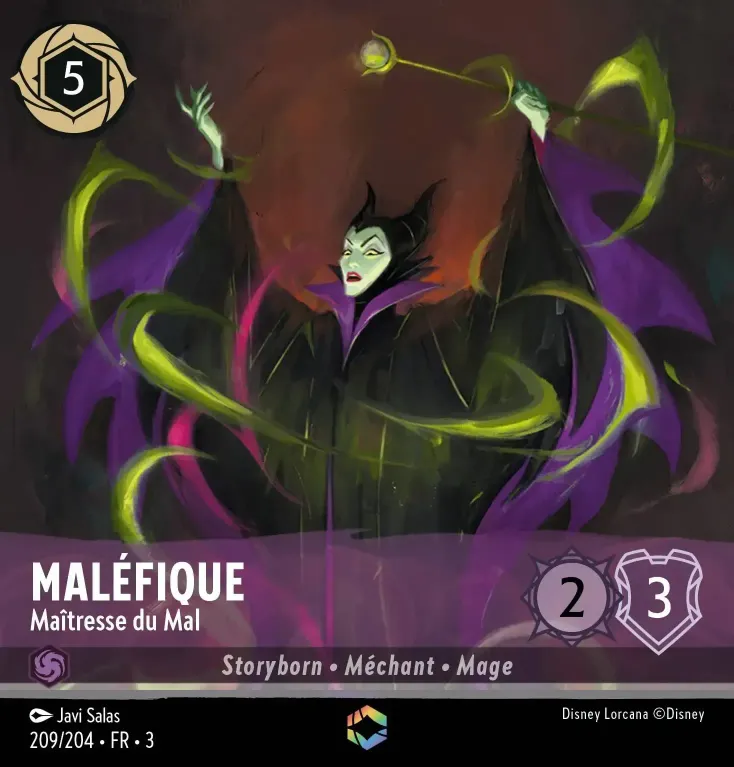 5
MALÉFIQUE
Maîtresse du Mal
2
3
Storyborn • Méchant • Mage
Javi Salas
Disney Lorcana ©Disney
209/204 • FR • 3